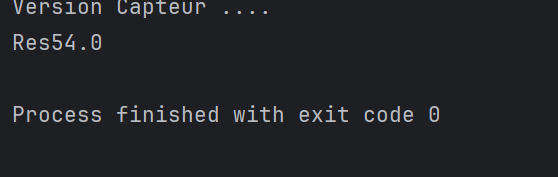 Version Capteur ....
Res54.0
Process finished with exit code 0